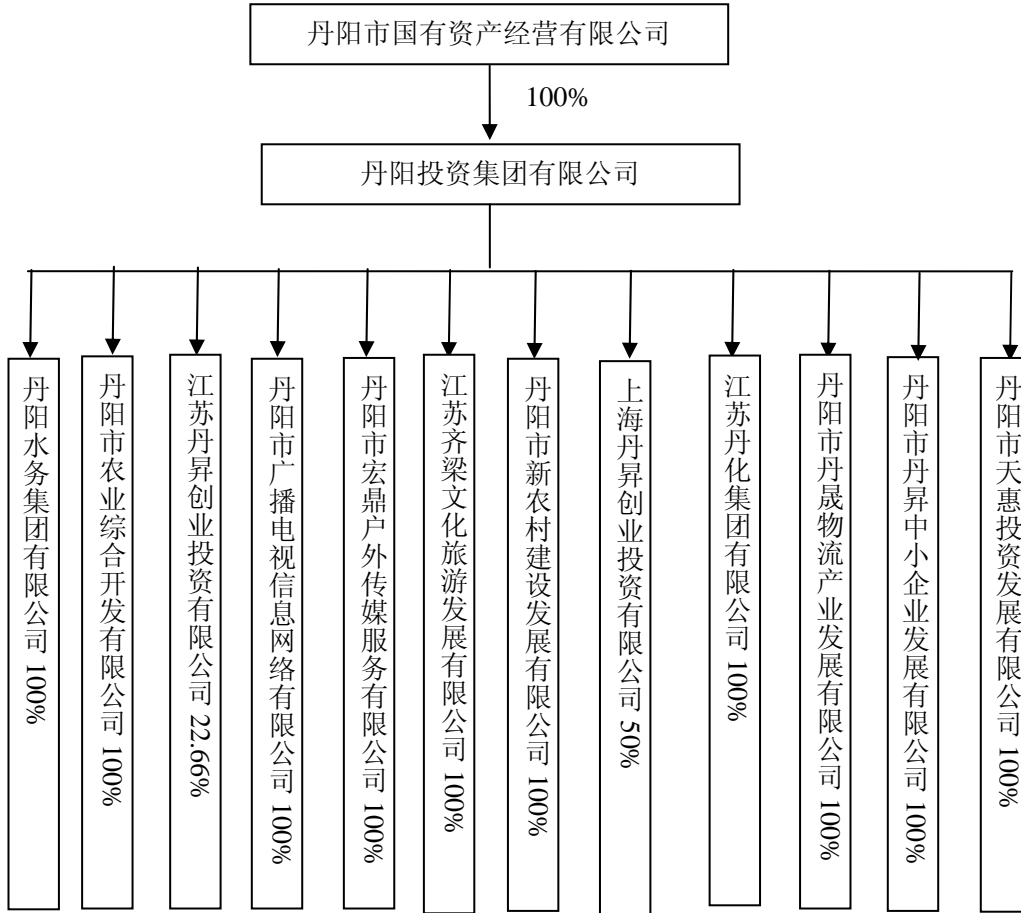 丹阳市国有资产经营有限公司
100%
丹阳投资集团有限公司
丹阳水务集团有限公司 100%
丹阳市农业综合开发有限公司 100%
江苏丹昇创业投资有限公司 22.66%
丹阳市广播电视信息网络有限公司 100%
丹阳市宏鼎户外传媒服务有限公司 100%
江苏齐梁文化旅游发展有限公司 100%
丹阳市新农村建设发展有限公司 100%
上海丹昇创业投资有限公司 50%
江苏丹化集团有限公司 100%
丹阳市丹晟物流产业发展有限公司 100%
丹阳市丹昇中小企业发展有限公司 100%
丹阳市天惠投资发展有限公司 100%